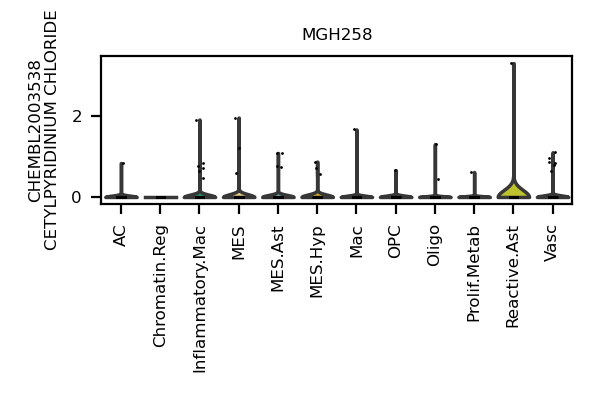 MGH258
CHEMBL2003538
CETYLPYRIDINIUM CHLORIDE
2
0
AC
Chromatin.Reg
Inflammatory.Mac
MES
MES.Ast
MES.Hyp
Mac
OPC
Oligo
Prolif.Metab
Reactive.Ast
Vasc